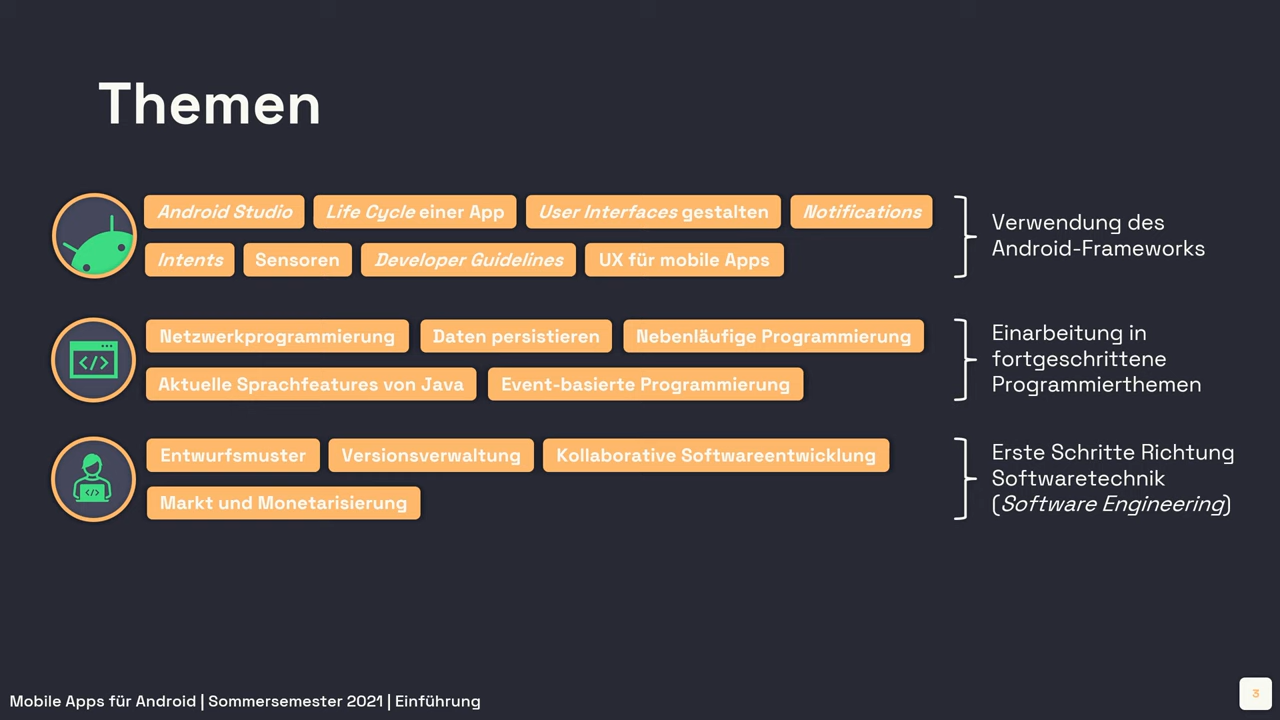 Themen
Android Studio
Life Cycle einer App
User Interfaces gestalten
Notifications
Intents
Sensoren
Developer Guidelines
UX für mobile Apps
Verwendung des
Android-Frameworks
Netzwerkprogrammierung
Daten persistieren
Nebenläufige Programmierung
Aktuelle Sprachfeatures von Java
Event-basierte Programmierung
Einarbeitung in
fortgeschrittene
Programmierthemen
Entwurfsmuster
Versionsverwaltung
Kollaborative Softwareentwicklung
Markt und Monetarisierung
Erste Schritte Richtung
Softwaretechnik
(Software Engineering)
Mobile Apps für Android | Sommersemester 2021 | Einführung
3